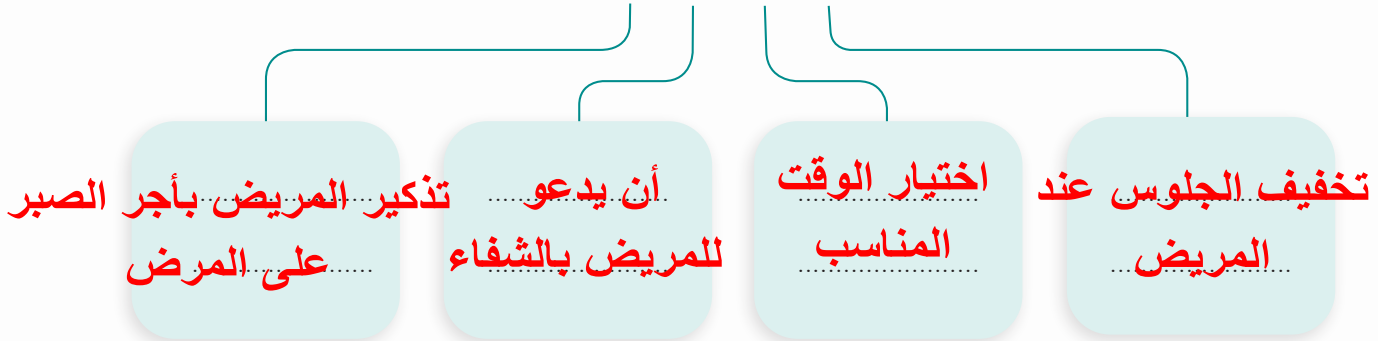 تخفيف الجلوس عند
المريض
اختيار الوقت
المناسب
أن يدعو
للمريض بالشفاء
تذكير المريض بأجر الصبر
على المرض